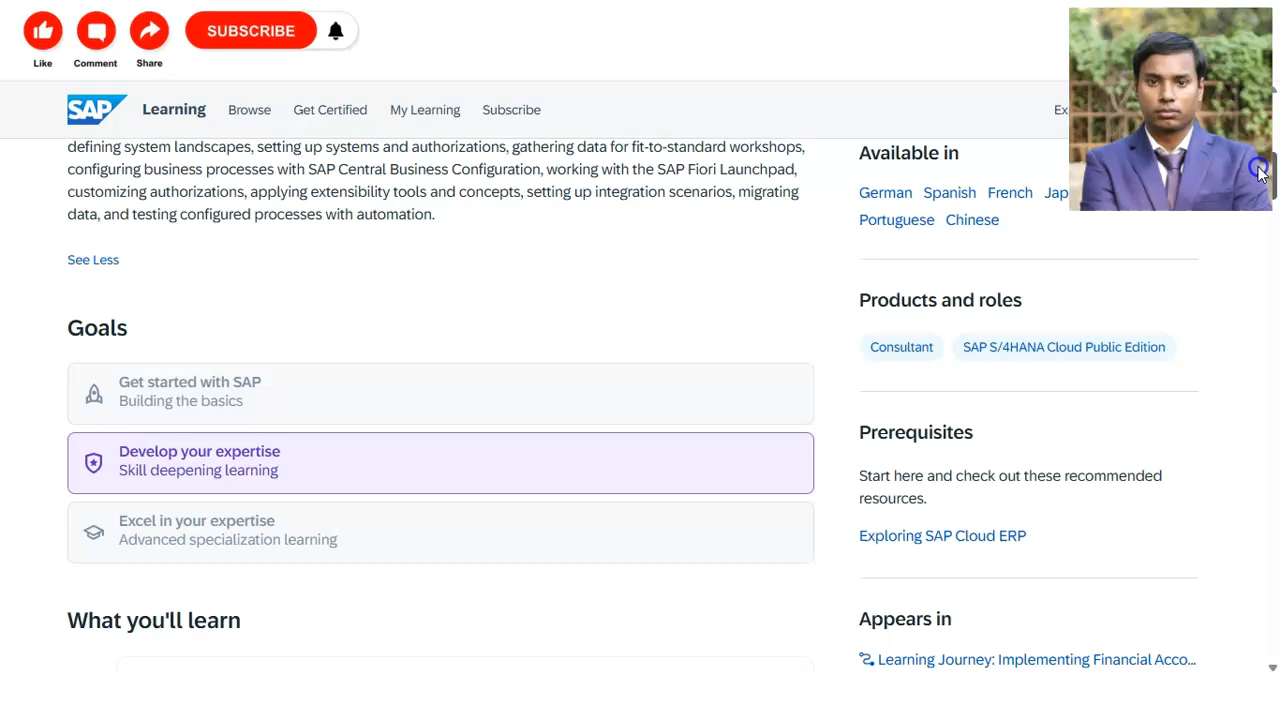 SUBSCRIBE
Like
Comment
Share
SAP
Learning
Browse
Get Certified
My Learning
Subscribe
defining system landscapes, setting up systems and authorizations, gathering data for fit-to-standard workshops,
configuring business processes with SAP Central Business Configuration, working with the SAP Fiori Launchpad,
customizing authorizations, applying extensibility tools and concepts, setting up integration scenarios, migrating
data, and testing configured processes with automation.
See Less
Goals
Get started with SAP
Building the basics
Develop your expertise
Skill deepening learning
Excel in your expertise
Advanced specialization learning
What you'll learn
Available in
German Spanish French
Portuguese Chinese
Products and roles
Consultant
SAP S/4HANA Cloud Public Edition
Prerequisites
Start here and check out these recommended
resources.
Exploring SAP Cloud ERP
Appears in
Learning Journey: Implementing Financial Acco...